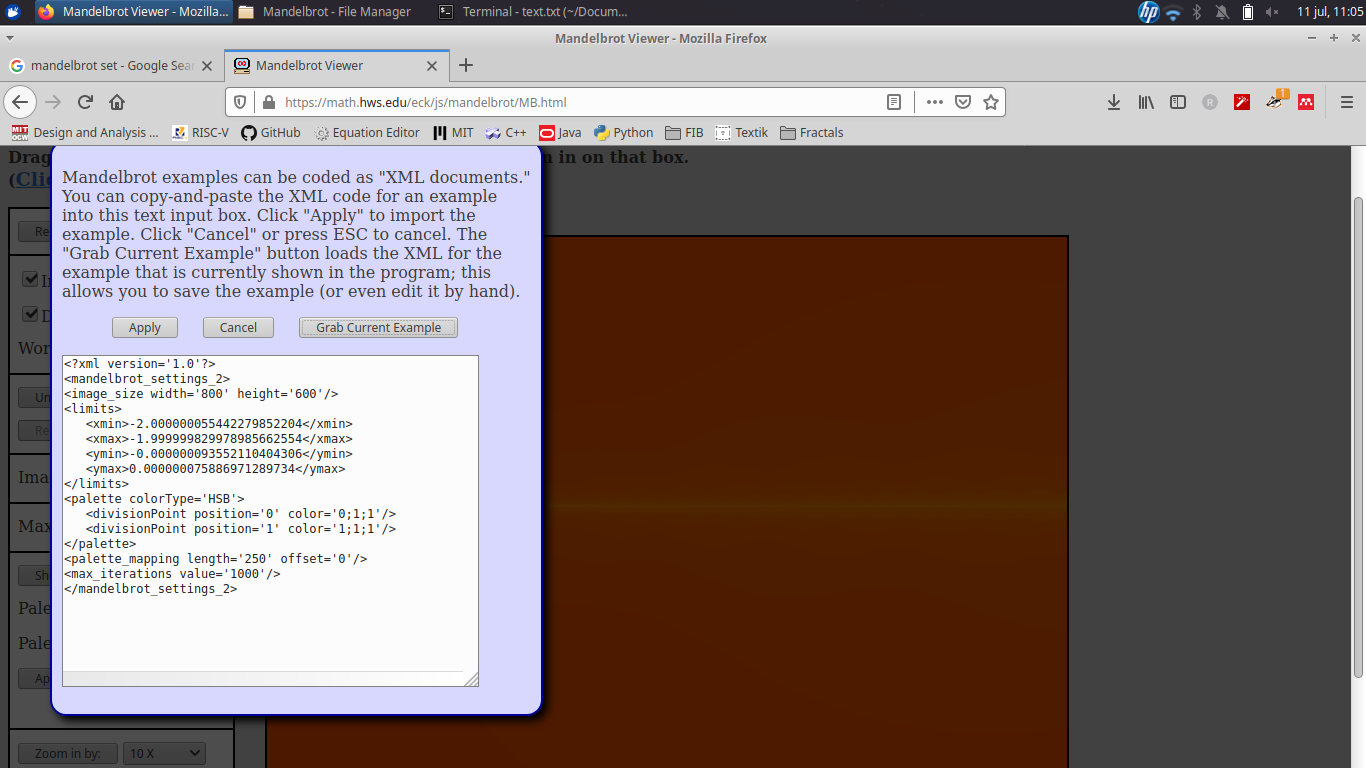 Mandelbrot Viewer - Mozilla...
Mandelbrot - File Manager
Terminal - text.txt (~/Docum...
11 jul, 11:05
Mandelbrot Viewer - Mozilla Firefox
mandelbrot set - Google Sear
Mandelbrot Viewer
https://math.hws.edu/eck/js/mandelbrot/MB.html
1
Design and Analysis ...
RISC-V
GitHub
Equation Editor
MIT
C++
Java
Python
FIB
Textik
Fractals
Drag
in on that box.
(Clic
Mandelbrot examples can be coded as "XML documents."
You can copy-and-paste the XML code for an example
into this text input box. Click "Apply" to import the
example. Click "Cancel" or press ESC to cancel. The
"Grab Current Example" button loads the XML for the
example that is currently shown in the program; this
allows you to save the example (or even edit it by hand).
Apply
Cancel
Grab Current Example
<?xml version='1.0'?>
<mandelbrot_settings_2>
<image_size width='800' height='600'/>
<limits>
<xmin>-2.000000055442279852204</xmin>
<xmax>-1.999999829978985662554</xmax>
<ymin>-0.000000093552110404306</ymin>
<ymax>0.000000075886971289734</ymax>
</limits>
<palette colorType='HSB'>
<divisionPoint position='0' color='0;1;1'/>
<divisionPoint position='1' color='1;1;1'/>
</palette>
<palette_mapping length='250' offset='0'/>
<max_iterations value='1000'/>
</mandelbrot_settings_2>
Re
Wor
Un
Re
Ima
Max
Sh
Pale
Pale
Ap
Zoom in by:
10 X